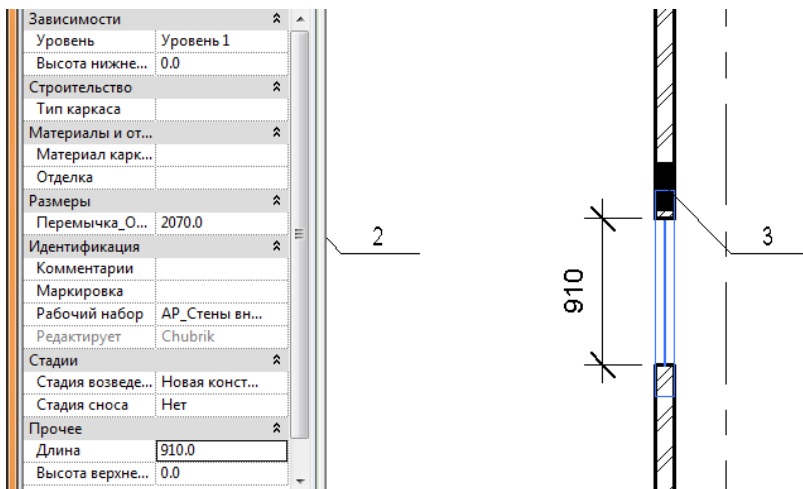 Зависимости
Уровень Уровень 1
Высота нижне... 0.0
Строительство
Тип каркаса
Материалы и от...
Материал карк...
Отделка
Размеры
Перемычка_О... 2070.0
Идентификация
Комментарии
Маркировка
Рабочий набор АР_Стены вн...
Редактирует Chubrik
Стадии
Стадия возведе... Новая конст...
Стадия сноса Нет
Прочее
Длина 910.0
Высота верхне... 0.0
2
910
3